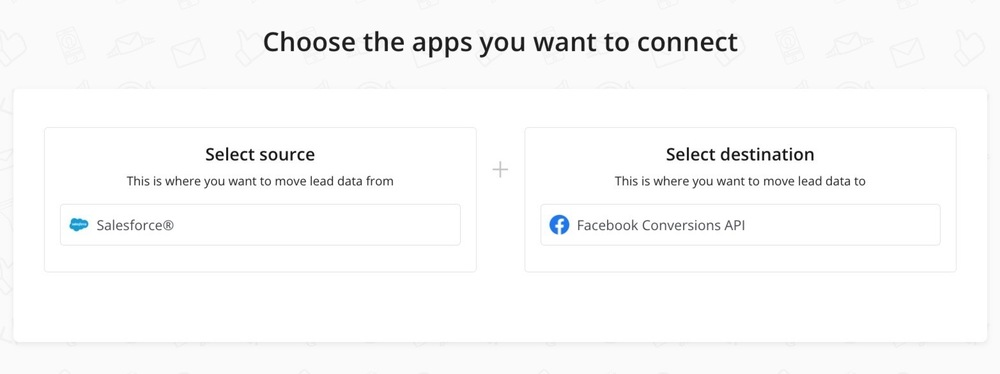 Choose the apps you want to connect
Select source
This is where you want to move lead data from
salesforce
Salesforce®
+
Select destination
This is where you want to move lead data to
Facebook Conversions API